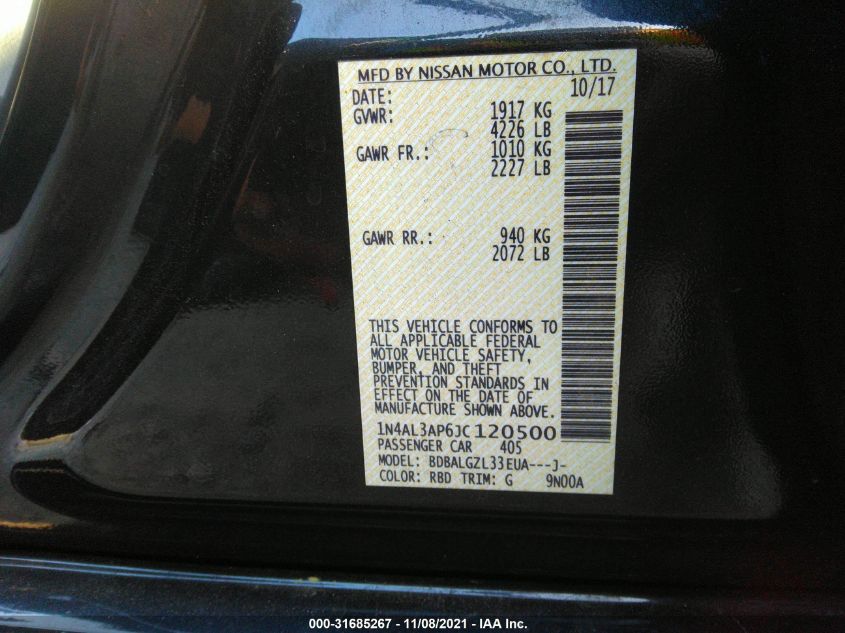 MFD BY NISSAN MOTOR CO., LTD.
DATE: 10/17
GVWR: 1917 KG
4226 LB
GAWR FR.: 1010 KG
2227 LB
GAWR RR.: 940 KG
2072 LB
THIS VEHICLE CONFORMS TO
ALL APPLICABLE FEDERAL
MOTOR VEHICLE SAFETY,
BUMPER, AND THEFT
PREVENTION STANDARDS IN
EFFECT ON THE DATE OF
MANUFACTURE SHOWN ABOVE.
1N4AL3AP6JC120500
PASSENGER CAR 405
MODEL: BDBALGZL33EUA---J-
COLOR: RBD TRIM: G 9N00A
000-31685267 - 11/08/2021 - IAA Inc.